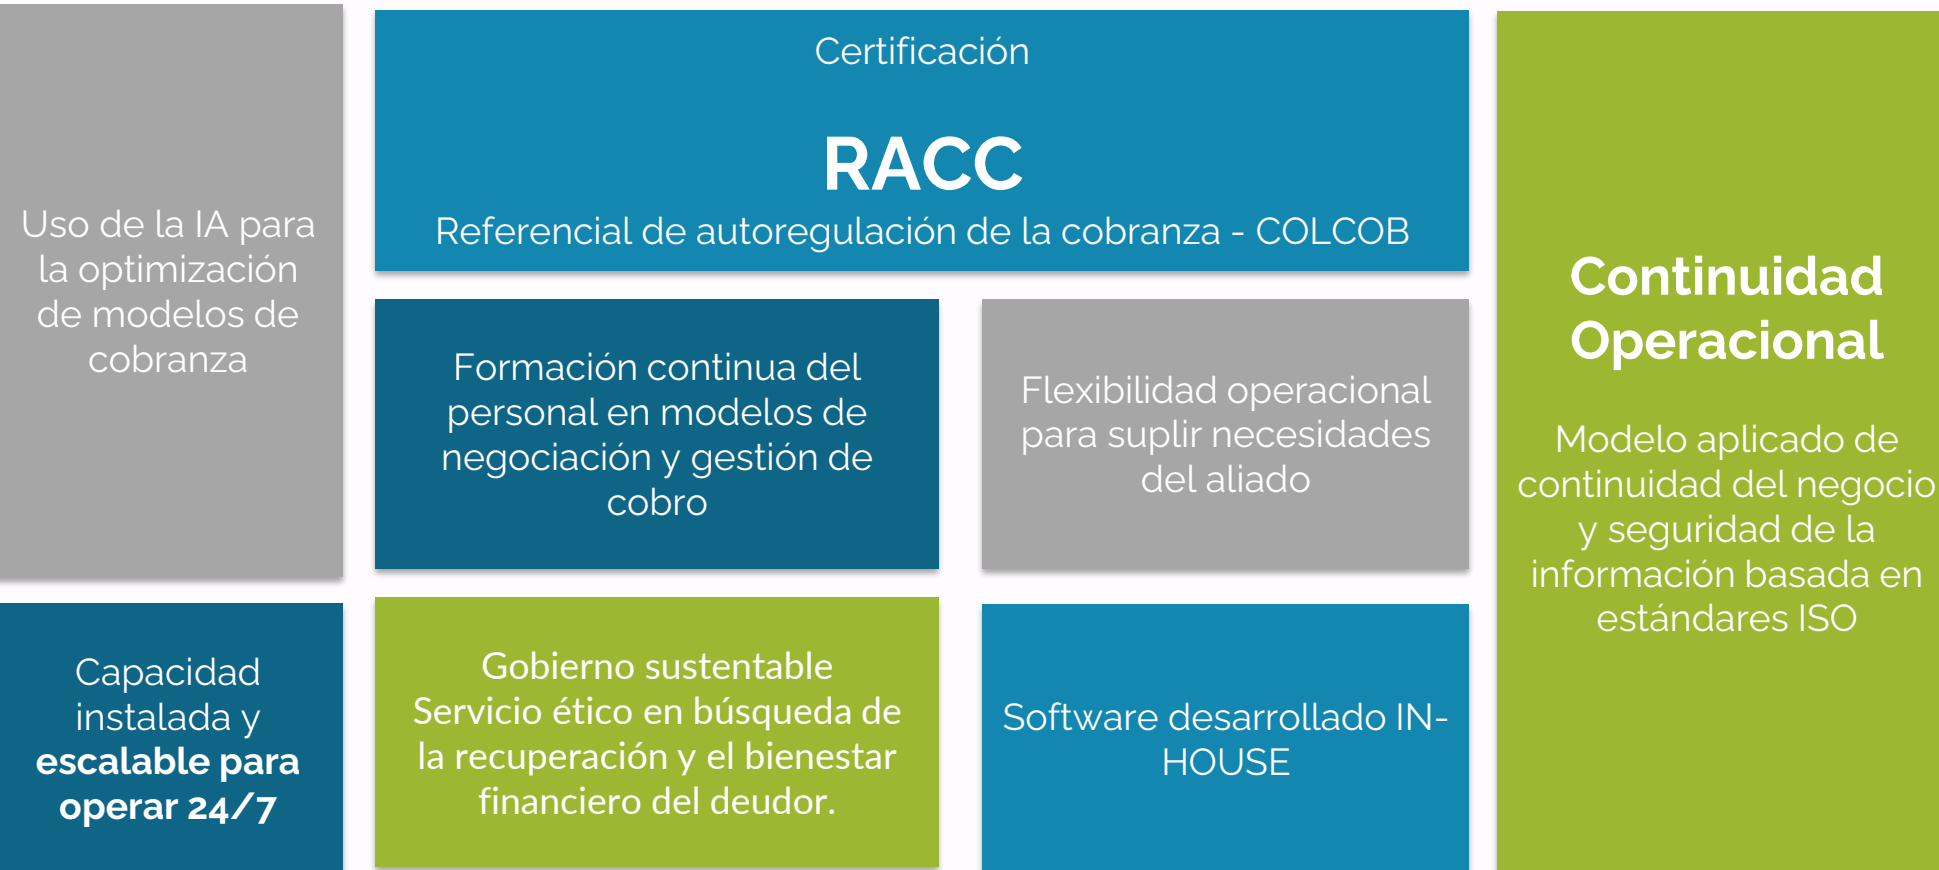 Uso de la IA para
la optimización
de modelos de
cobranza
Certificación
RACC
Referencial de autoregulación de la cobranza - COLCOB
Formación continua del
personal en modelos de
negociación y gestión de
cobro
Flexibilidad operacional
para suplir necesidades
del aliado
Continuidad
Operacional
Modelo aplicado de
continuidad del negocio
y seguridad de la
información basada en
estándares ISO
Capacidad
instalada y
escalable para
operar 24/7
Gobierno sustentable
Servicio ético en búsqueda de
la recuperación y el bienestar
financiero del deudor.
Software desarrollado IN-
HOUSE